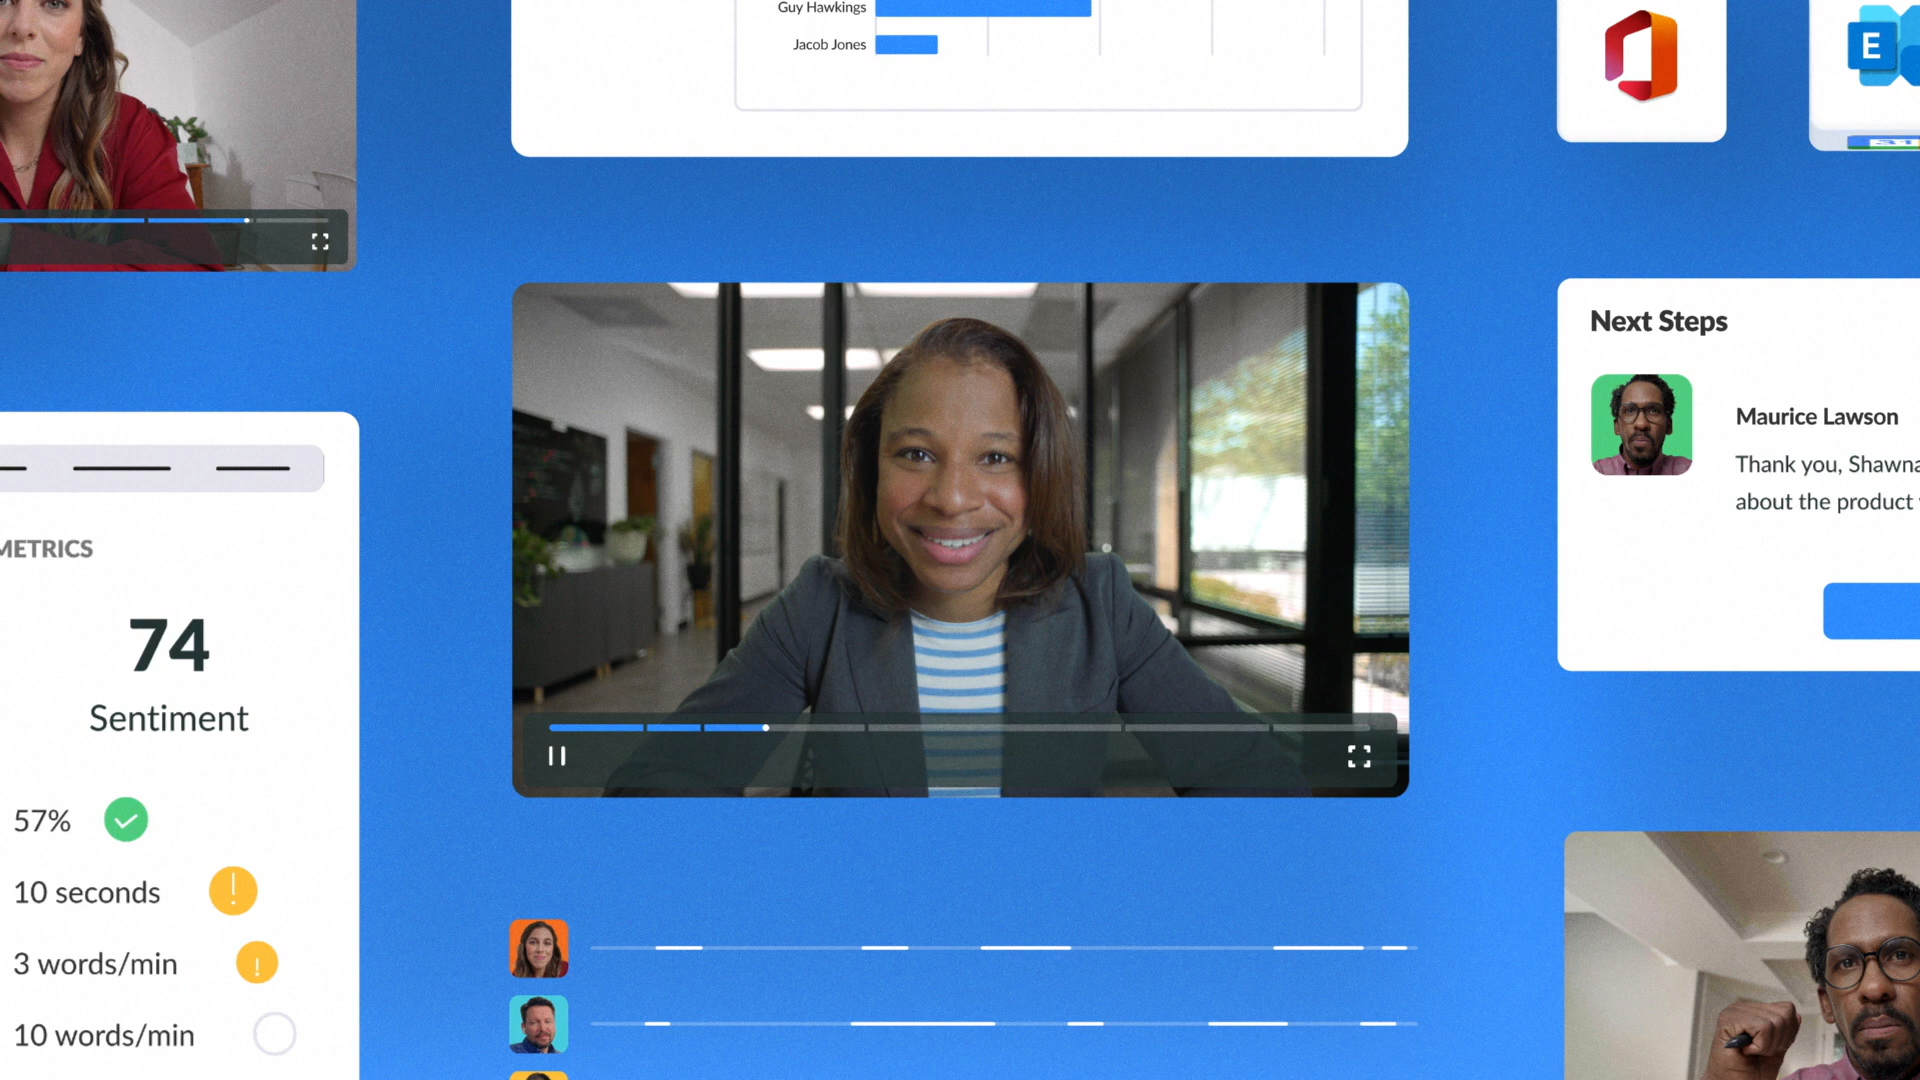 Guy Hawkings
Jacob Jones
E
Next Steps
Maurice Lawson
Thank you, Shawna
about the product
METRICS
74
Sentiment
57%
10 seconds
3 words/min
10 words/min